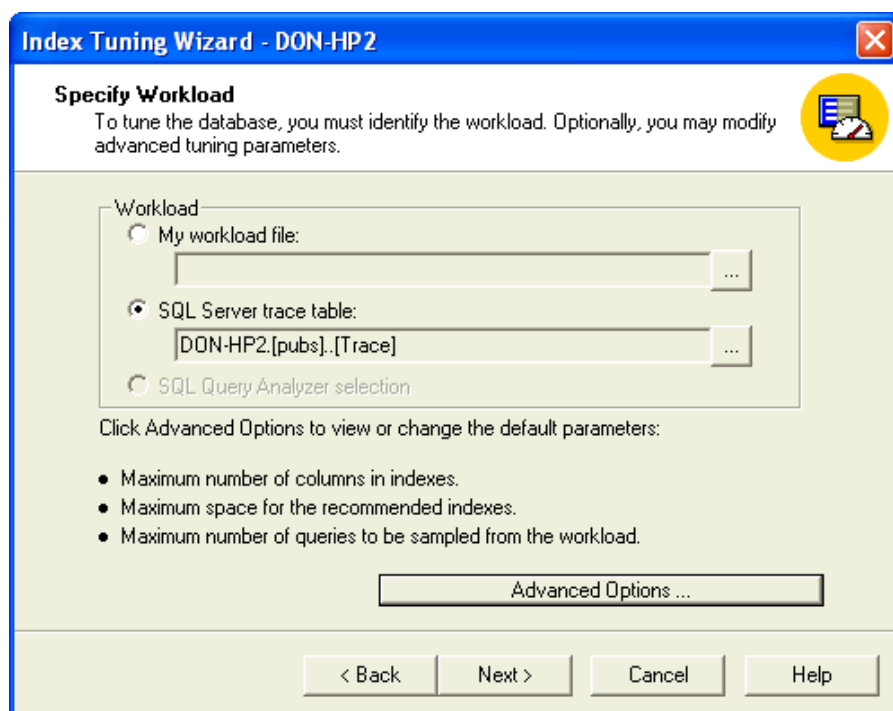 Index Tuning Wizard - DON-HP2
Specify Workload
To tune the database, you must identify the workload. Optionally, you may modify
advanced tuning parameters.
Workload
My workload file:
...
SQL Server trace table:
DON-HP2.[pubs]..[Trace]
...
SQL Query Analyzer selection
Click Advanced Options to view or change the default parameters:
● Maximum number of columns in indexes.
● Maximum space for the recommended indexes.
● Maximum number of queries to be sampled from the workload.
Advanced Options ...
< Back Next > Cancel Help